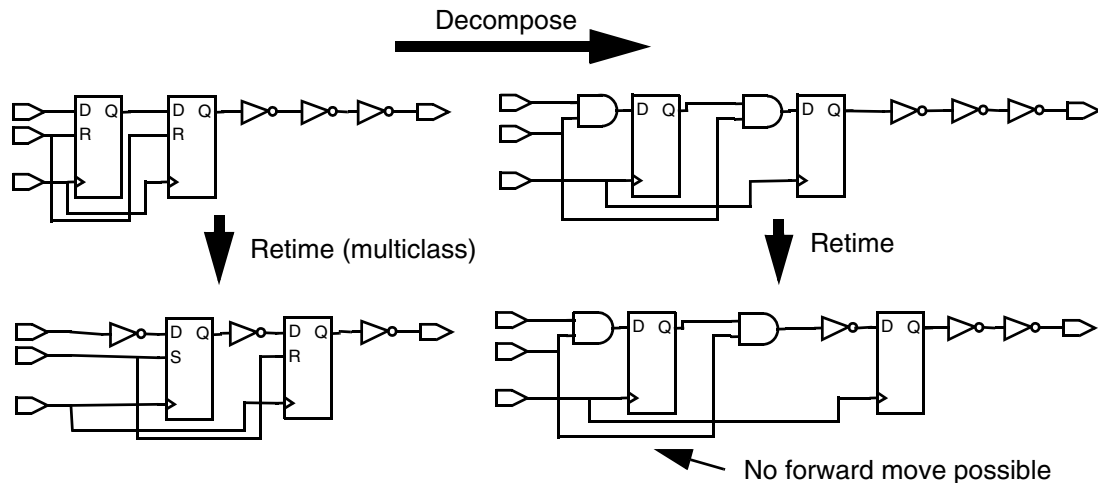 Decompose
D Q D Q
R R
D Q D Q
Retime (multiclass)
Retime
D Q D Q
S R
D Q D Q
No forward move possible